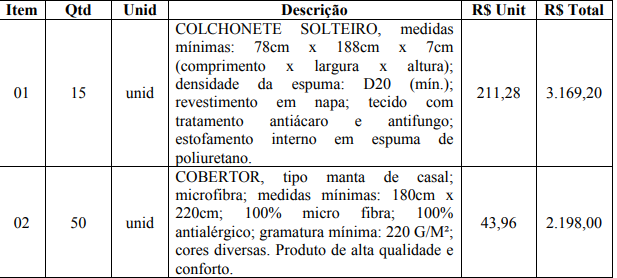 Item Qtd Unid Descrição R$ Unit R$ Total
COLCHONETE SOLTEIRO, medidas
mínimas: 78cm x 188cm x 7cm
(comprimento x largura x altura);
densidade da espuma: D20 (mín.);
01 15 unid revestimento em napa; tecido com 211,28 3.169,20
tratamento antiácaro e antifungo;
estofamento interno em espuma de
poliuretano.
COBERTOR, tipo manta de casal;
microfibra; medidas mínimas: 180cm x
220cm; 100% micro fibra; 100%
02 50 unid antialérgico; gramatura mínima: 220 G/M²; 43,96 2.198,00
cores diversas. Produto de alta qualidade e
conforto.